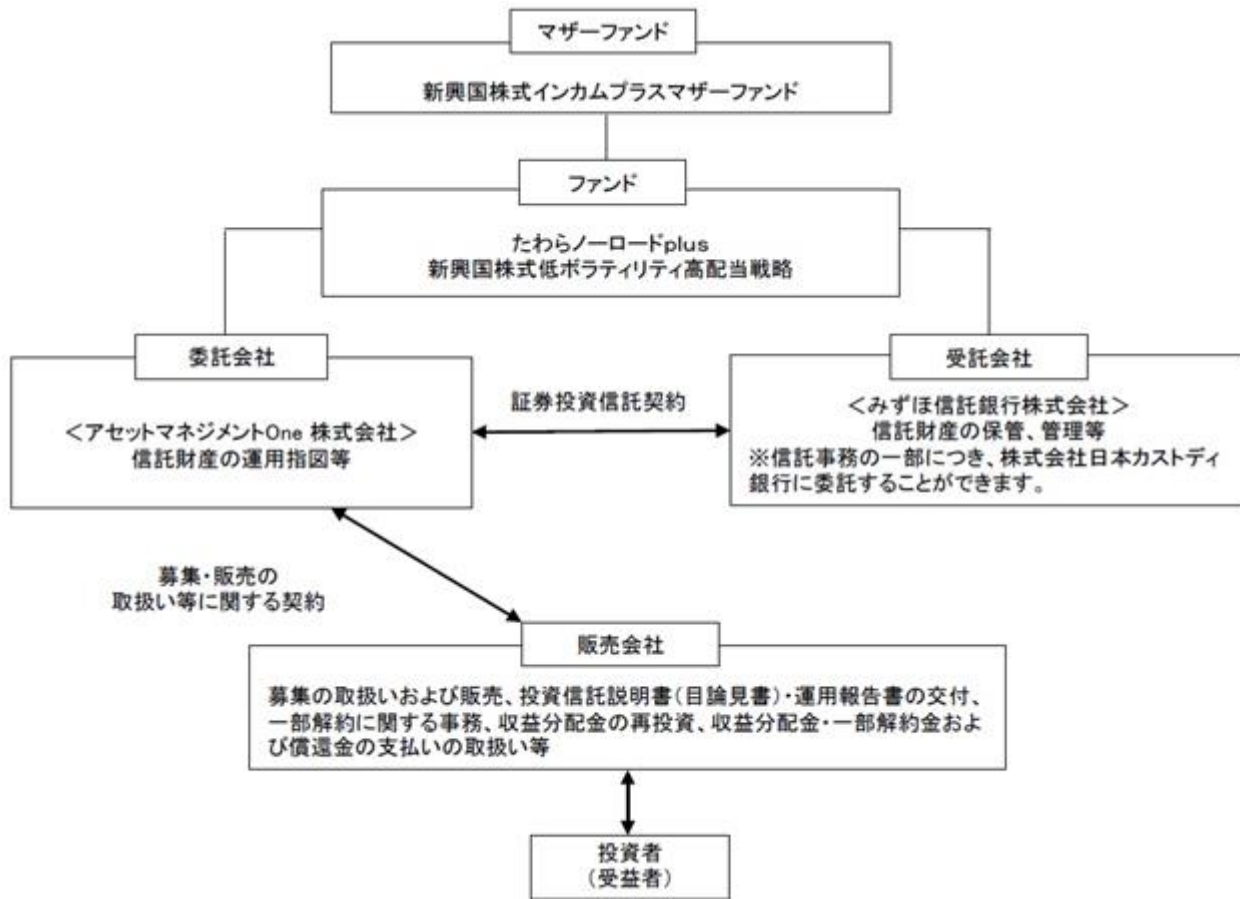 マザーファンド
新興国株式インカムプラスマザーファンド
ファンド
たわらノーロードplus
新興国株式低ボラティリティ高配当戦略
委託会社
＜アセットマネジメントOne 株式会社＞
信託財産の運用指図等
証券投資信託契約
受託会社
＜みずほ信託銀行株式会社＞
信託財産の保管、管理等
※信託事務の一部につき、株式会社日本カストディ
銀行に委託することができます。
募集・販売の
取扱い等に関する契約
販売会社
募集の取扱いおよび販売、投資信託説明書(目論見書)・運用報告書の交付、
一部解約に関する事務、収益分配金の再投資、収益分配金・一部解約金およ
び償還金の支払いの取扱い等
投資者
（受益者）